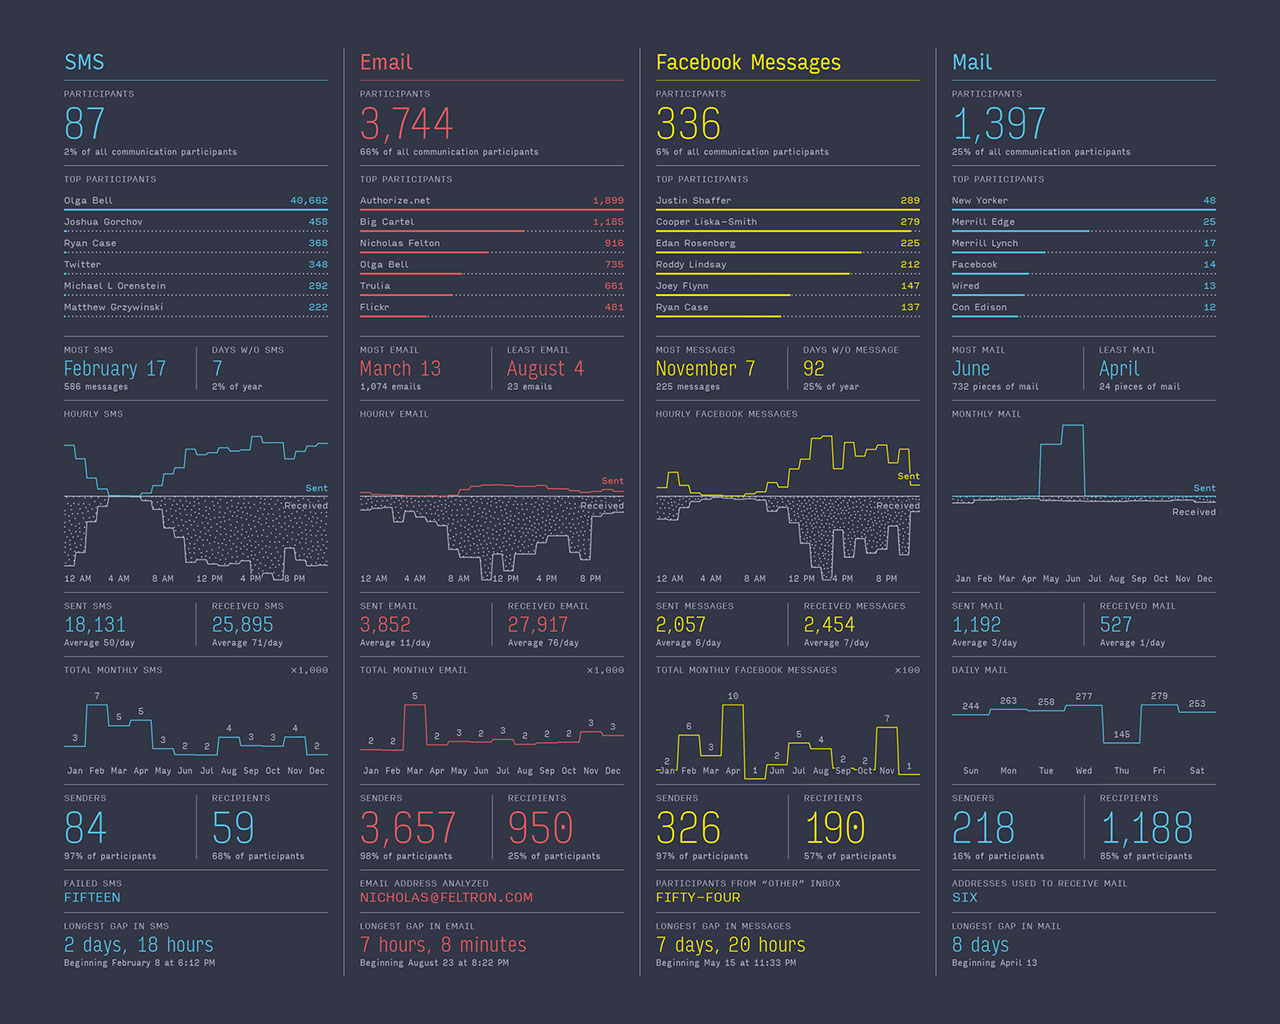 SMS
PARTICIPANTS
87
2% of all communication participants
TOP PARTICIPANTS
Olga Bell 40,662
Joshua Gorchov 458
Ryan Case 368
Twitter 348
Michael L Orenstein 292
Matthew Grzywinski 222
MOST SMS
February 17
586 messages
DAYS W/O SMS
7
2% of year
HOURLY SMS
Sent
Received
12 AM 4 AM 8 AM 12 PM 4 PM 8 PM
SENT SMS
18,131
Average 50/day
RECEIVED SMS
25,895
Average 71/day
TOTAL MONTHLY SMS x1,000
3 7 5 5 3 2 2 4 3 3 4 2
Jan Feb Mar Apr May Jun Jul Aug Sep Oct Nov Dec
SENDERS
84
97% of participants
RECIPIENTS
59
68% of participants
FAILED SMS
FIFTEEN
LONGEST GAP IN SMS
2 days, 18 hours
Beginning February 8 at 6:12 PM
Email
PARTICIPANTS
3,744
66% of all communication participants
TOP PARTICIPANTS
Authorize.net 1,899
Big Cartel 1,185
Nicholas Felton 916
Olga Bell 735
Trulia 661
Flickr 481
MOST EMAIL
March 13
1,074 emails
LEAST EMAIL
August 4
23 emails
HOURLY EMAIL
Sent
Received
12 AM 4 AM 8 AM 12 PM 4 PM 8 PM
SENT EMAIL
3,852
Average 11/day
RECEIVED EMAIL
27,917
Average 76/day
TOTAL MONTHLY EMAIL x1,000
2 2 5 2 3 2 3 2 2 2 3 3
Jan Feb Mar Apr May Jun Jul Aug Sep Oct Nov Dec
SENDERS
3,657
98% of participants
RECIPIENTS
950
25% of participants
EMAIL ADDRESS ANALYZED
NICHOLAS@FELTRON.COM
LONGEST GAP IN EMAIL
7 hours, 8 minutes
Beginning August 23 at 8:22 PM
Facebook Messages
PARTICIPANTS
336
6% of all communication participants
TOP PARTICIPANTS
Justin Shaffer 289
Cooper Liska-Smith 279
Edan Rosenberg 225
Roddy Lindsay 212
Joey Flynn 147
Ryan Case 137
MOST MESSAGES
November 7
225 messages
DAYS W/O MESSAGE
92
25% of year
HOURLY FACEBOOK MESSAGES
Sent
Received
12 AM 4 AM 8 AM 12 PM 4 PM 8 PM
SENT MESSAGES
2,057
Average 6/day
RECEIVED MESSAGES
2,454
Average 7/day
TOTAL MONTHLY FACEBOOK MESSAGES x100
2 6 3 10 1 2 5 4 2 2 7 1
Jan Feb Mar Apr Jun Jul Aug Sep Oct Nov
SENDERS
326
97% of participants
RECIPIENTS
190
57% of participants
PARTICIPANTS FROM “OTHER” INBOX
FIFTY-FOUR
LONGEST GAP IN MESSAGES
7 days, 20 hours
Beginning May 15 at 11:33 PM
Mail
PARTICIPANTS
1,397
25% of all communication participants
TOP PARTICIPANTS
New Yorker 48
Merrill Edge 25
Merrill Lynch 17
Facebook 14
Wired 13
Con Edison 12
MOST MAIL
June
732 pieces of mail
LEAST MAIL
April
24 pieces of mail
MONTHLY MAIL
Sent
Received
Jan Feb Mar Apr May Jun Jul Aug Sep Oct Nov Dec
SENT MAIL
1,192
Average 3/day
RECEIVED MAIL
527
Average 1/day
DAILY MAIL
244 263 258 277 145 279 253
Sun Mon Tue Wed Thu Fri Sat
SENDERS
218
16% of participants
RECIPIENTS
1,188
85% of participants
ADDRESSES USED TO RECEIVE MAIL
SIX
LONGEST GAP IN MAIL
8 days
Beginning April 13